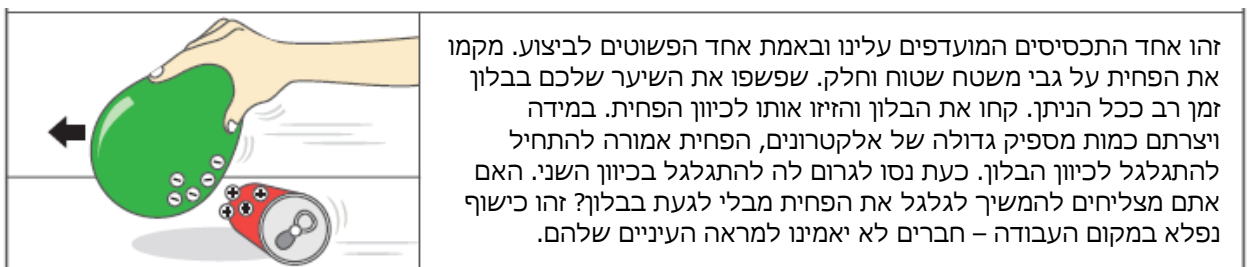 זהו אחד התכסיסים המועדפים עלינו ובאמת אחד הפשוטים לביצוע. מקמו
את הפחית על גבי משטח שטוח וחלק. שפשפו את השיער שלכם בבלון
זמן רב ככל הניתן. קחו את הבלון והזיזו אותו לכיוון הפחית. במידה
ויצרתם כמות מספיק גדולה של אלקטרונים, הפחית אמורה להתחיל
להתגלגל לכיוון הבלון. כעת נסו לגרום לה להתגלגל בכיוון השני. האם
אתם מצליחים להמשיך לגלגל את הפחית מבלי לגעת בבלון? זהו כישוף
נפלא במקום העבודה – חברים לא יאמינו למראה העיניים שלהם.